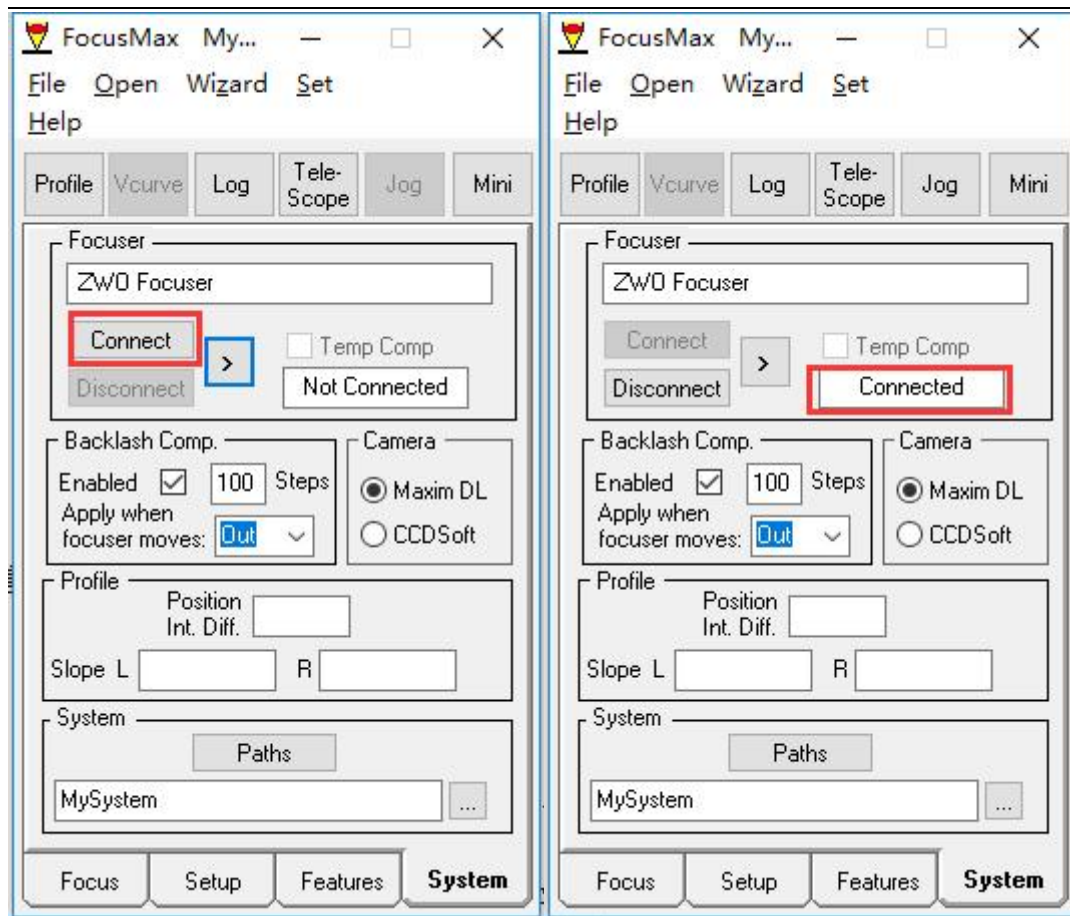 FocusMax My...
File Open Wizard Set
Help
Profile Vcurve Log Tele-Scope Jog Mini
Focuser
ZWO Focuser
Connect
>
Temp Comp
Disconnect
Not Connected
Backlash Comp.
Enabled 100 Steps
Apply when
focuser moves: Out
Camera
Maxim DL
CCDSoft
Profile
Position
Int. Diff.
Slope L R
System
Paths
MySystem ...
Focus Setup Features System
FocusMax My...
File Open Wizard Set
Help
Profile Vcurve Log Tele-Scope Jog Mini
Focuser
ZWO Focuser
Connect
>
Temp Comp
Disconnect
Connected
Backlash Comp.
Enabled 100 Steps
Apply when
focuser moves: Out
Camera
Maxim DL
CCDSoft
Profile
Position
Int. Diff.
Slope L R
System
Paths
MySystem ...
Focus Setup Features System